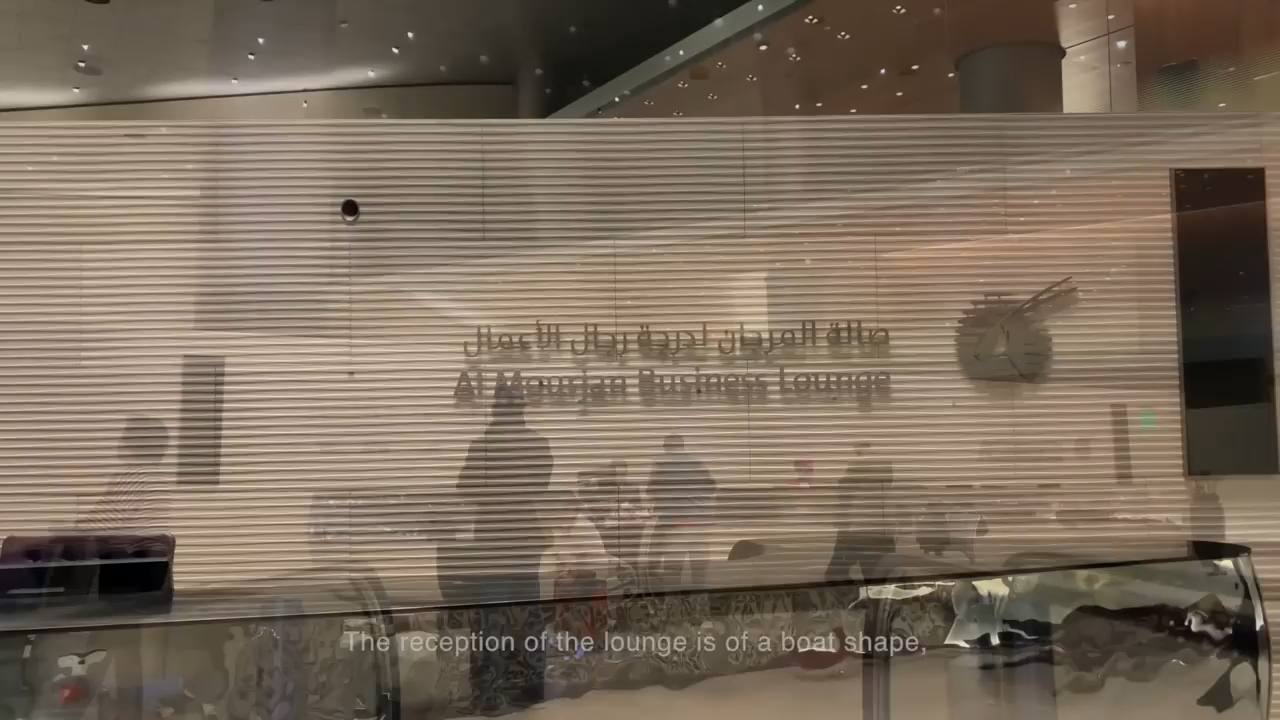 صالة المرجان لدرجة رجال الأعمال
Al Mourjan Business Lounge
The reception of the lounge is of a boat shape,